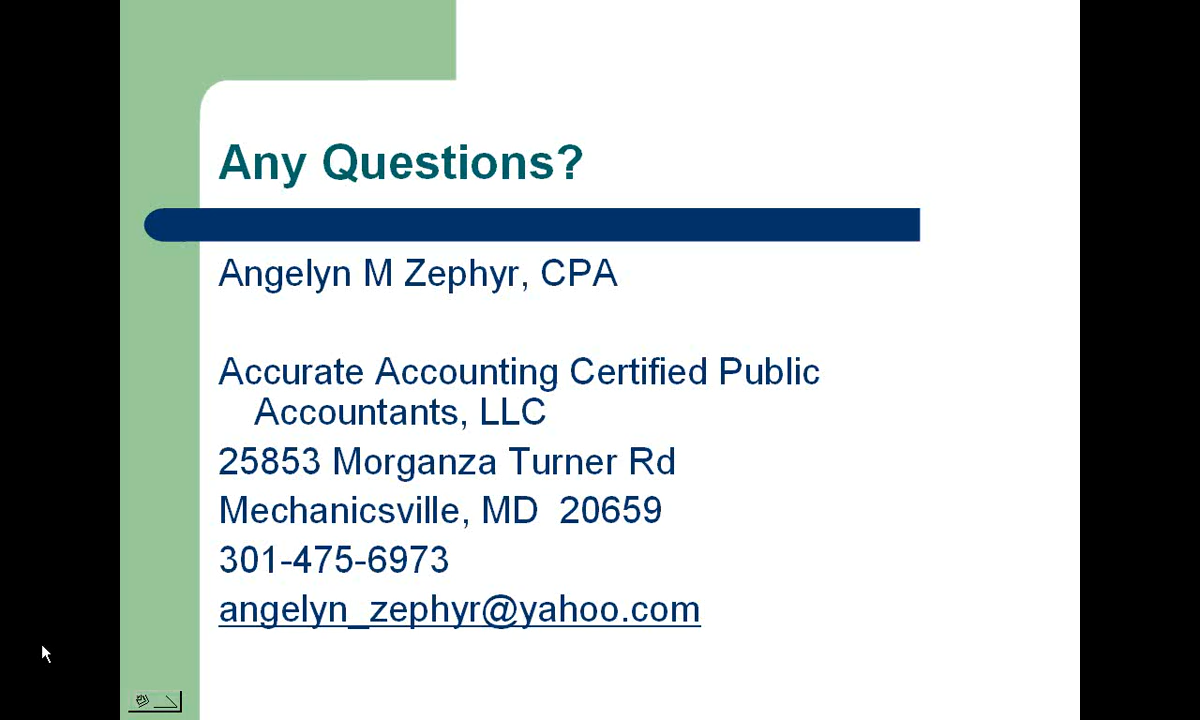 Any Questions?
Angelyn M Zephyr, CPA
Accurate Accounting Certified Public
Accountants, LLC
25853 Morganza Turner Rd
Mechanicsville, MD  20659
301-475-6973
angelyn_zephyr@yahoo.com